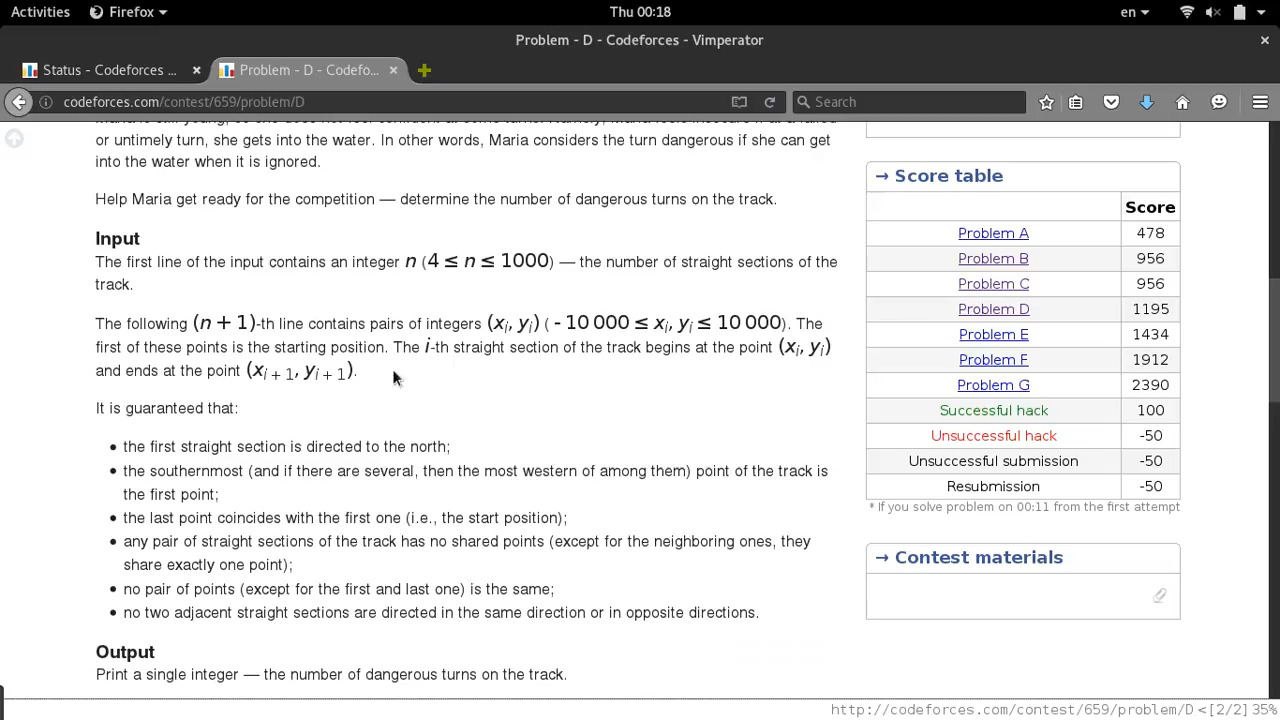 Activities Firefox Thu 00:18 en
Problem - D - Codeforces - Vimperator
Status - Codeforces ... Problem - D - Codefo...
codeforces.com/contest/659/problem/D Search
or untimely turn, she gets into the water. In other words, Maria considers the turn dangerous if she can get
into the water when it is ignored.
Help Maria get ready for the competition — determine the number of dangerous turns on the track.
Input
The first line of the input contains an integer n (4 ≤ n ≤ 1000) — the number of straight sections of the
track.
The following (n + 1)-th line contains pairs of integers (xi, yi) ( - 10 000 ≤ xi, yi ≤ 10 000). The
first of these points is the starting position. The i-th straight section of the track begins at the point (xi, yi)
and ends at the point (xi + 1, yi + 1).
It is guaranteed that:
• the first straight section is directed to the north;
• the southernmost (and if there are several, then the most western of among them) point of the track is
the first point;
• the last point coincides with the first one (i.e., the start position);
• any pair of straight sections of the track has no shared points (except for the neighboring ones, they
share exactly one point);
• no pair of points (except for the first and last one) is the same;
• no two adjacent straight sections are directed in the same direction or in opposite directions.
Output
Print a single integer — the number of dangerous turns on the track.
→ Score table
Score
Problem A 478
Problem B 956
Problem C 956
Problem D 1195
Problem E 1434
Problem F 1912
Problem G 2390
Successful hack 100
Unsuccessful hack -50
Unsuccessful submission -50
Resubmission -50
* If you solve problem on 00:11 from the first attempt
→ Contest materials
http://codeforces.com/contest/659/problem/D <[2/2] 35%